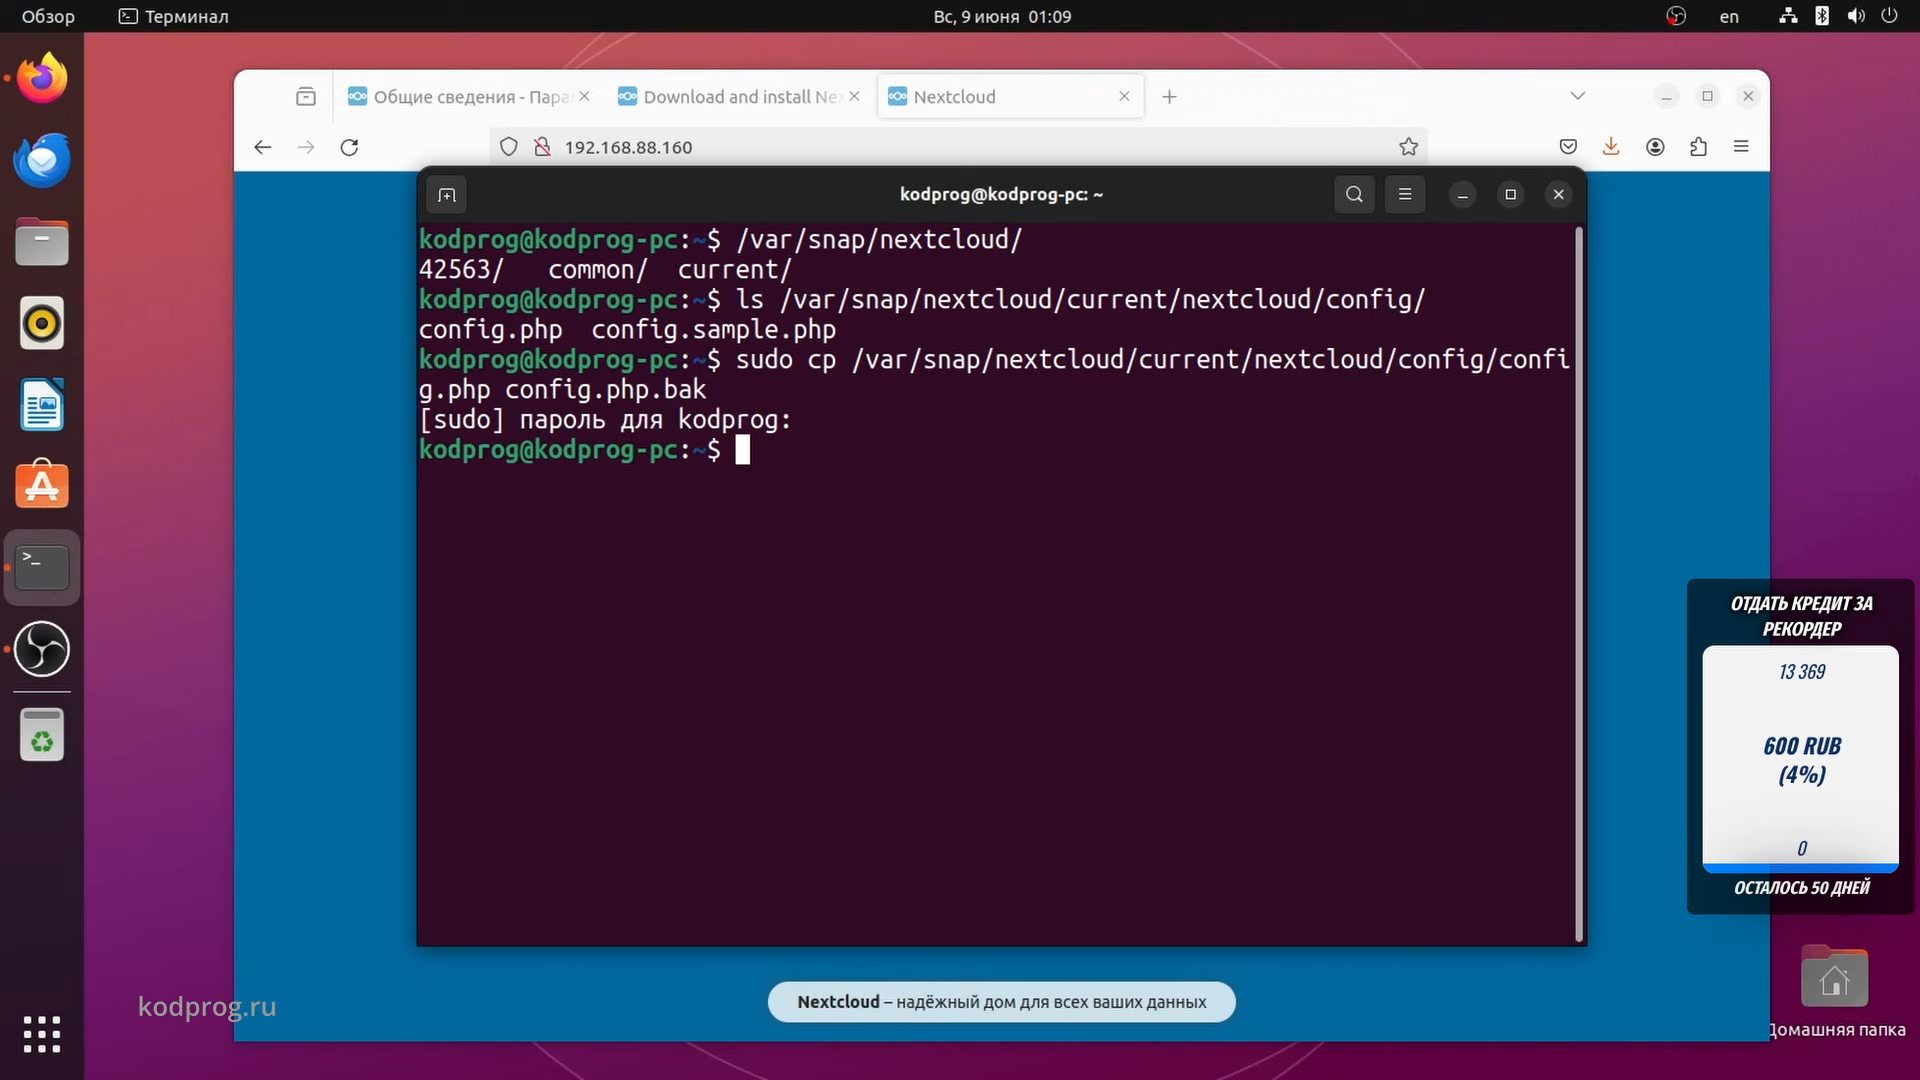 Обзор
Терминал
Вс, 9 июня 01:09
en
Общие сведения - Пара
Download and install Ne
Nextcloud
192.168.88.160
kodprog@kodprog-pc: ~
kodprog@kodprog-pc:~$ /var/snap/nextcloud/
42563/ common/ current/
kodprog@kodprog-pc:~$ ls /var/snap/nextcloud/current/nextcloud/config/
config.php config.sample.php
kodprog@kodprog-pc:~$ sudo cp /var/snap/nextcloud/current/nextcloud/config/confi
g.php config.php.bak
[sudo] пароль для kodprog:
kodprog@kodprog-pc:~$
ОТДАТЬ КРЕДИТ ЗА
РЕКОРДЕР
13 369
600 RUB
(4%)
0
ОСТАЛОСЬ 50 ДНЕЙ
Nextcloud – надёжный дом для всех ваших данных
kodprog.ru
Домашняя папка